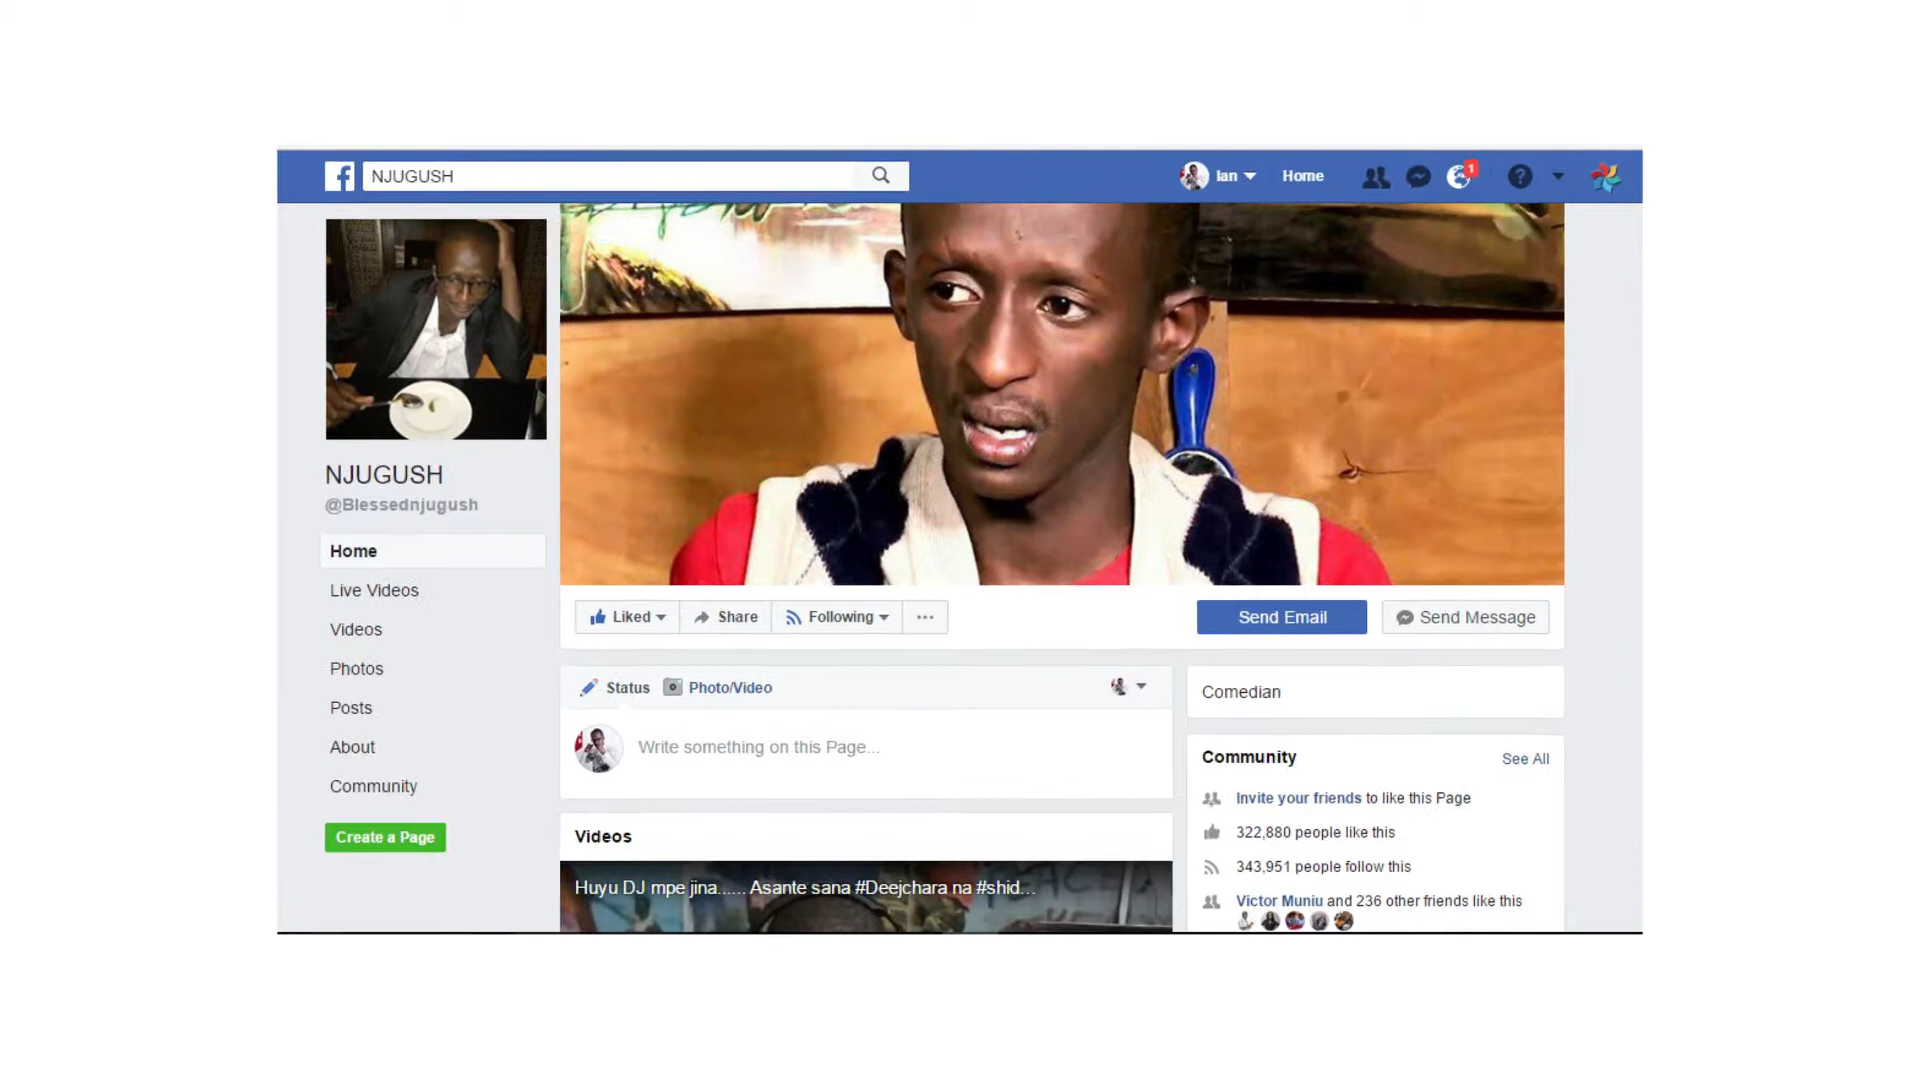 NJUGUSH
Ian
Home
1
NJUGUSH
@Blessednjugush
Home
Live Videos
Videos
Photos
Posts
About
Community
Create a Page
Liked
Share
Following
Send Email
Send Message
Status
Photo/Video
Write something on this Page...
Videos
Huyu DJ mpe jina...... Asante sana #Deejchara na #shid...
Comedian
Community
See All
Invite your friends to like this Page
322,880 people like this
343,951 people follow this
Victor Muniu and 236 other friends like this